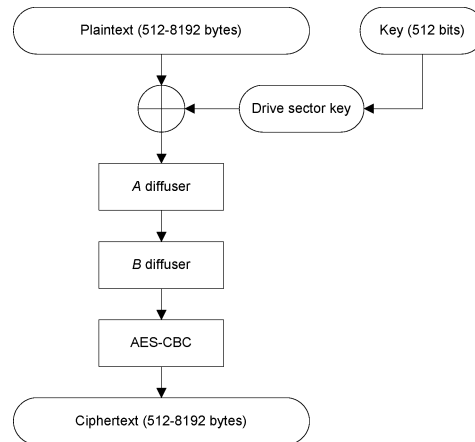 Plaintext (512-8192 bytes)
Key (512 bits)
Drive sector key
A diffuser
B diffuser
AES-CBC
Ciphertext (512-8192 bytes)